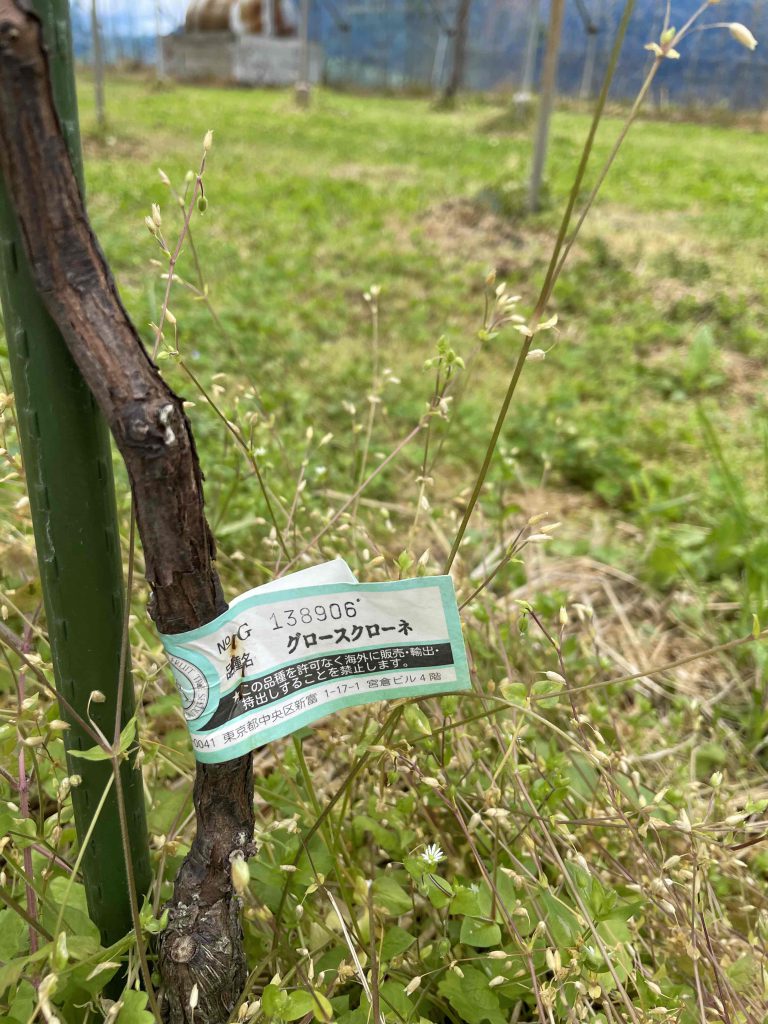 No. G 138906
グロースクローネ
★この品種を許可なく海外に販売・輸出・
持出しすることを禁止します。
0041 東京都中央区新富 1-17-1 宮倉ビル4階